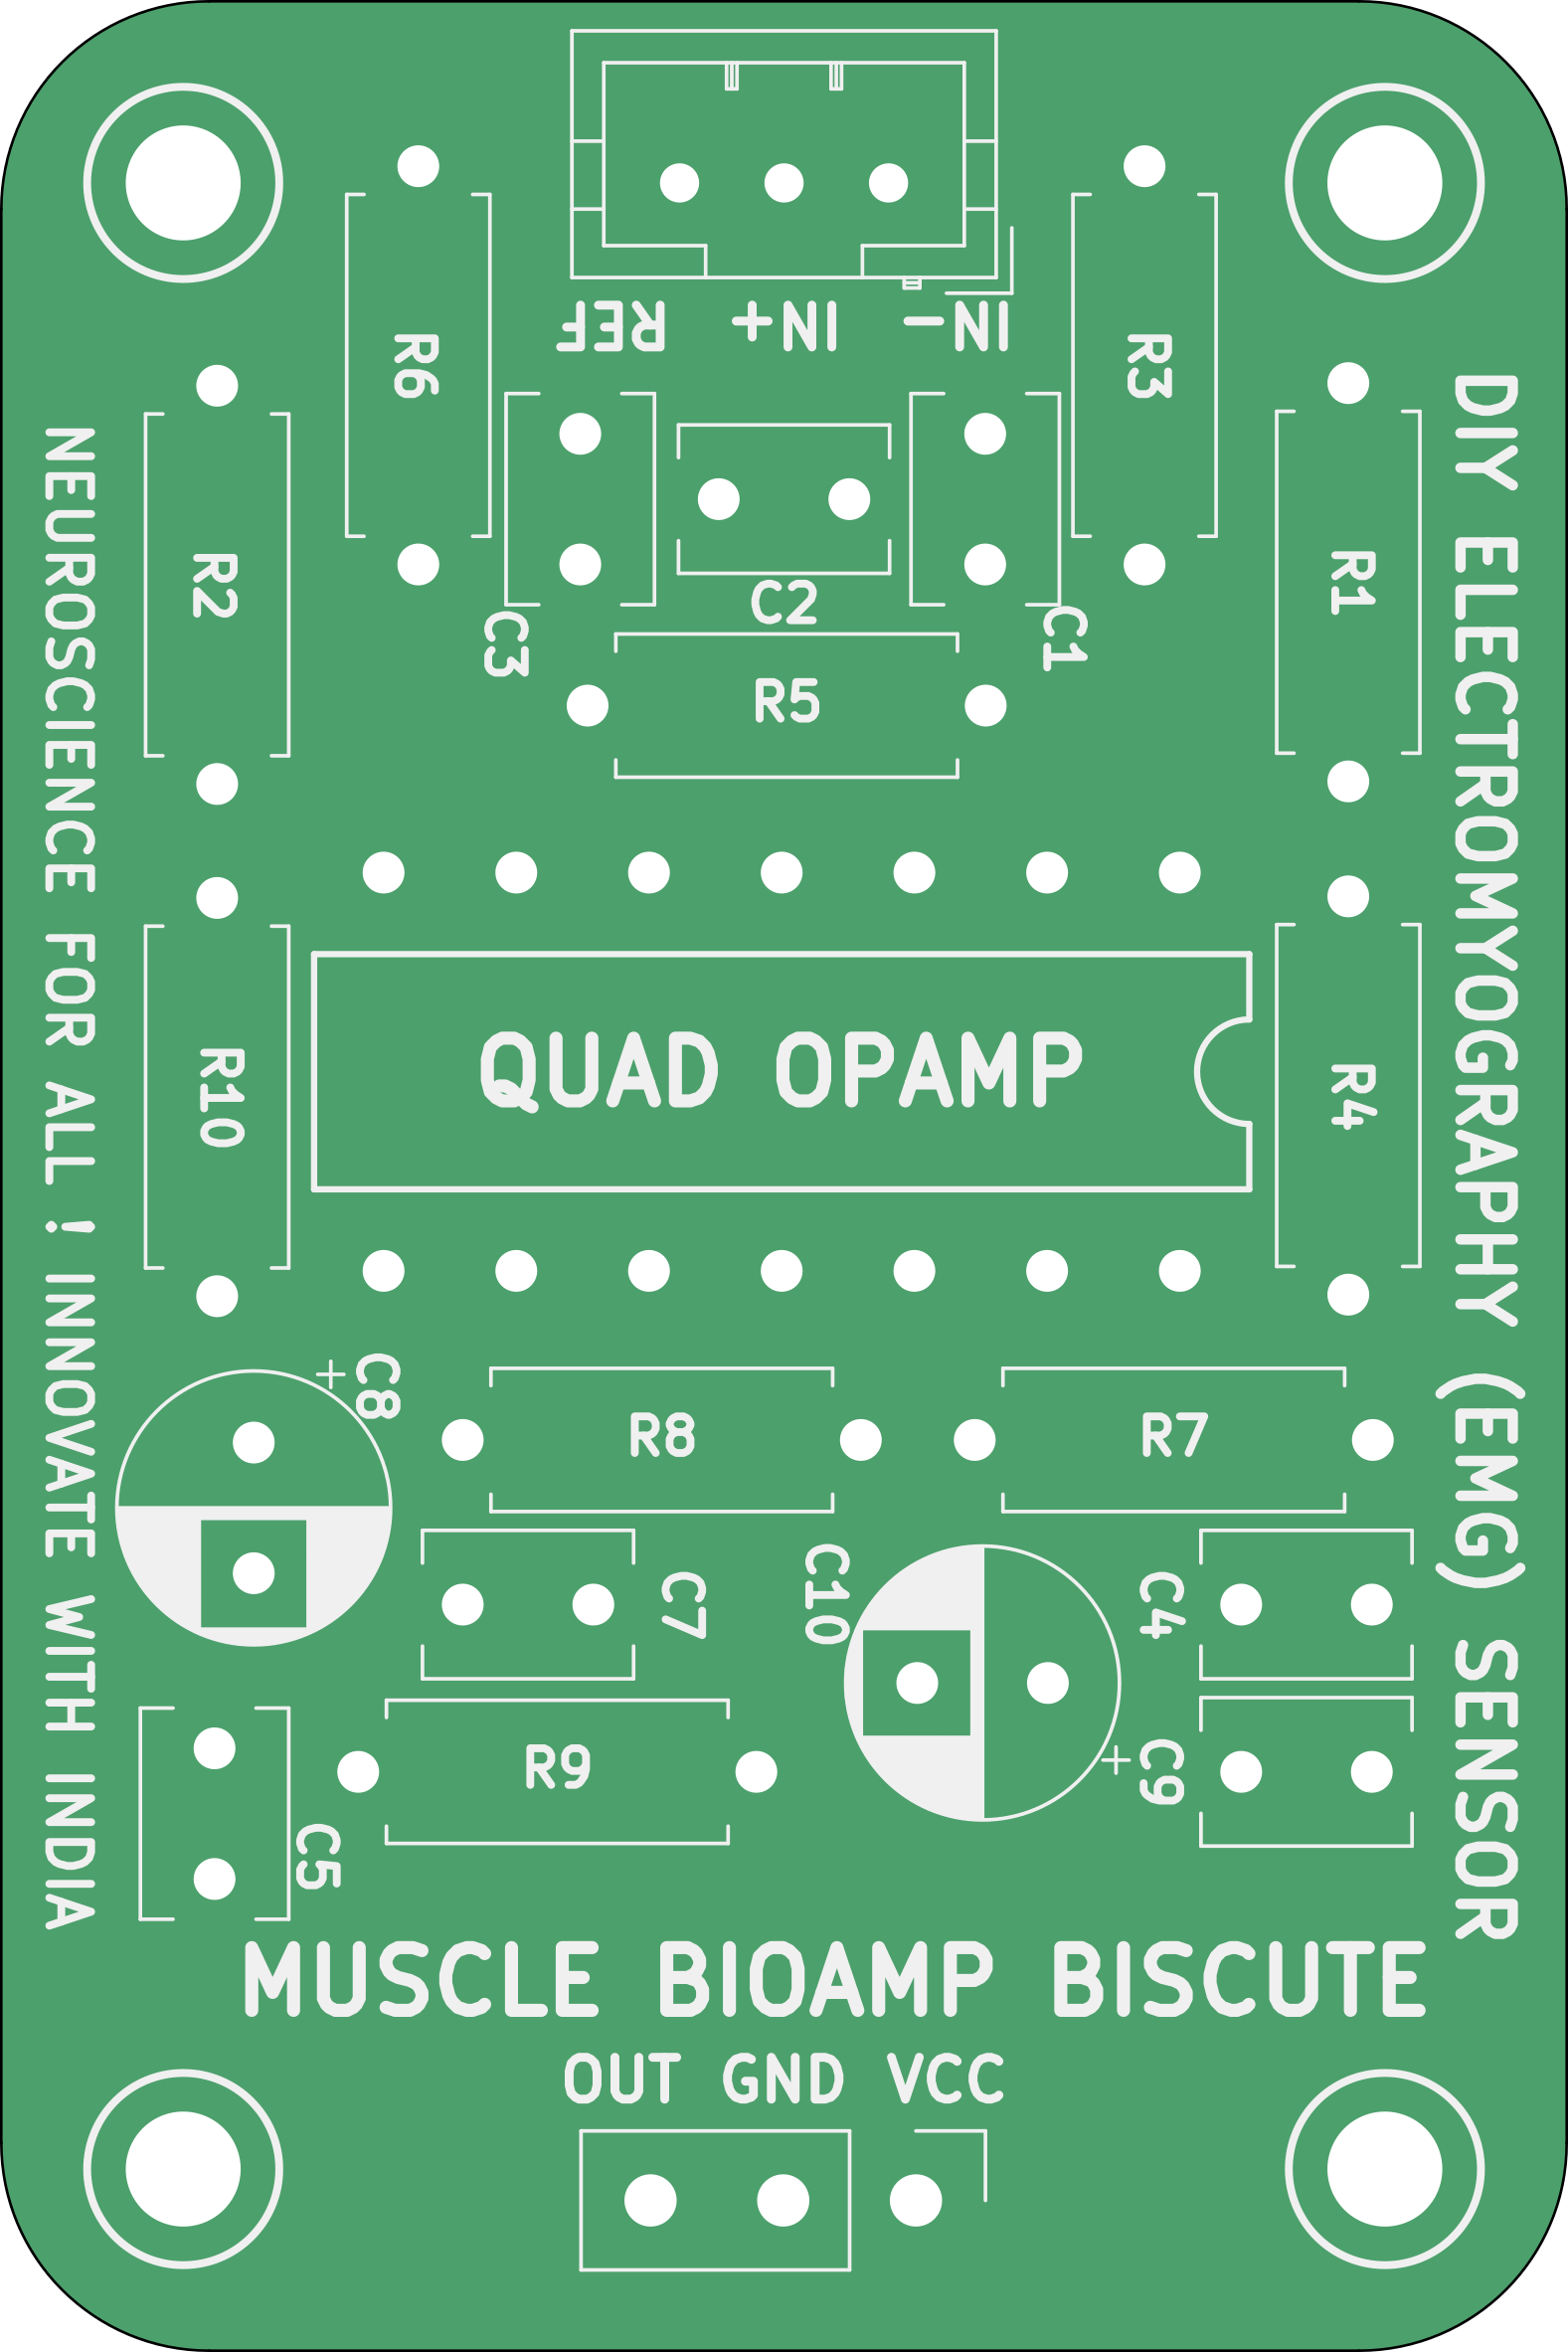 REF IN+ IN-
R6
R3
R2
R1
C3
C2
C1
R5
NEUROSCIENCE FOR ALL ! INNOVATE WITH INDIA
DIY ELECTROMYOGRAPHY (EMG) SENSOR
QUAD OPAMP
R10
R4
C8
R8
R7
C7
C10
C4
R9
C9
C5
MUSCLE BIOAMP BISCUTE
OUT GND VCC